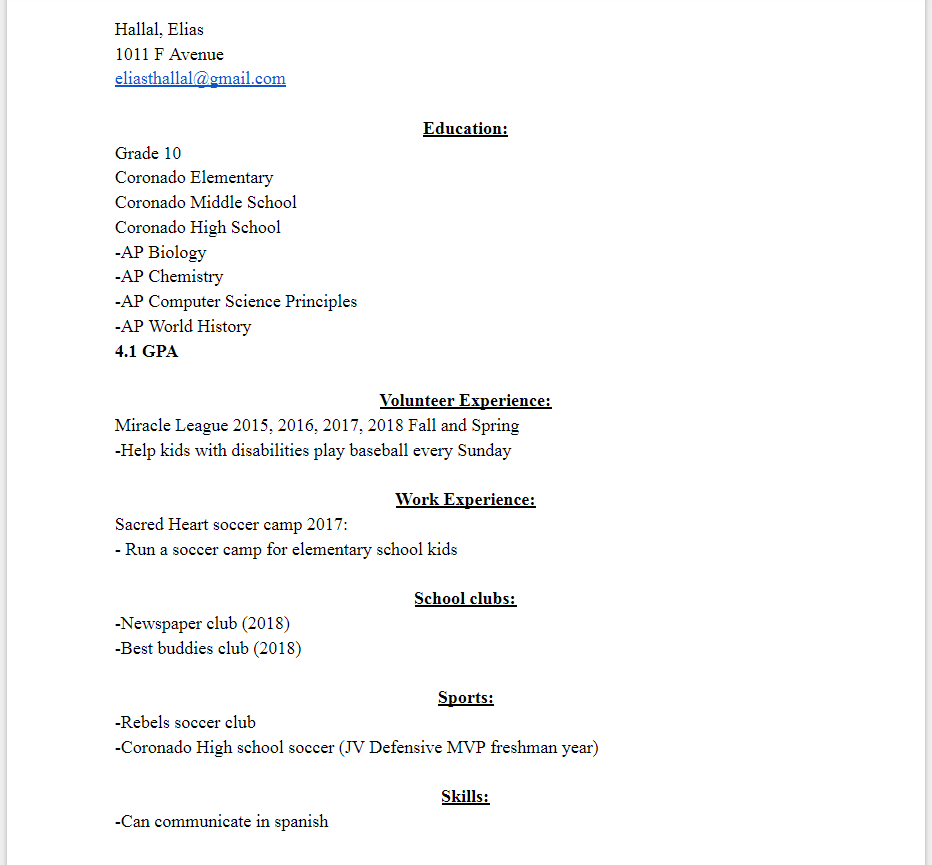 Hallal, Elias
1011 F Avenue
eliasthallal@gmail.com
Education:
Grade 10
Coronado Elementary
Coronado Middle School
Coronado High School
-AP Biology
-AP Chemistry
-AP Computer Science Principles
-AP World History
4.1 GPA
Volunteer Experience:
Miracle League 2015, 2016, 2017, 2018 Fall and Spring
-Help kids with disabilities play baseball every Sunday
Work Experience:
Sacred Heart soccer camp 2017:
- Run a soccer camp for elementary school kids
School clubs:
-Newspaper club (2018)
-Best buddies club (2018)
Sports:
-Rebels soccer club
-Coronado High school soccer (JV Defensive MVP freshman year)
Skills:
-Can communicate in spanish